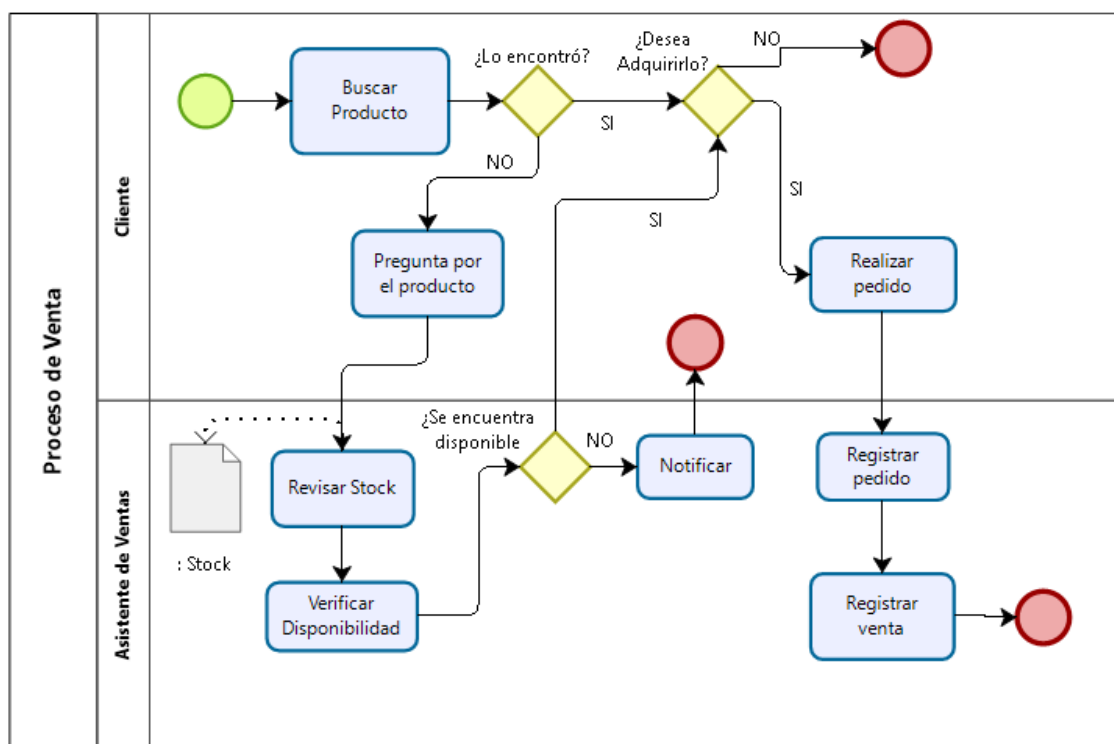 Proceso de Venta
Cliente
Buscar
Producto
¿Lo encontró?
SI
NO
¿Desea
Adquirirlo?
NO
SI
Pregunta por
el producto
SI
Realizar
pedido
Asistente de Ventas
: Stock
Revisar Stock
Verificar
Disponibilidad
¿Se encuentra
disponible
NO
Notificar
Registrar
pedido
Registrar
venta